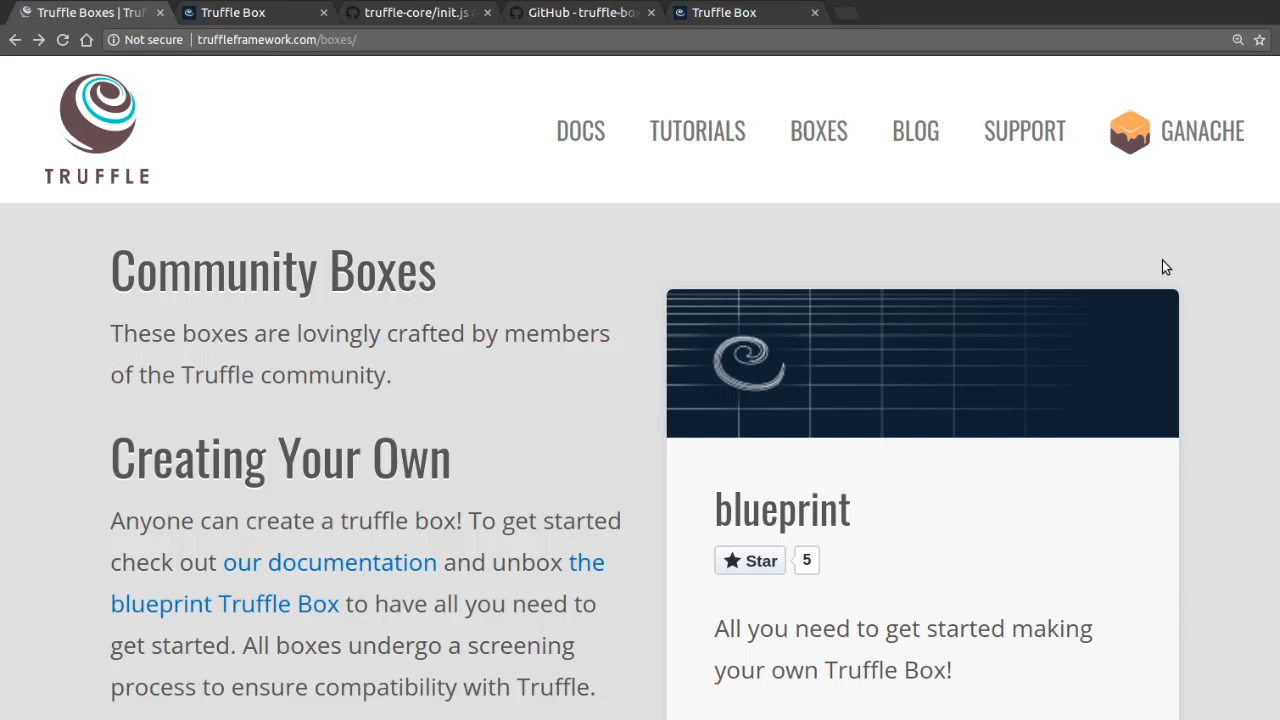 Truffle Boxes | Truf
Truffle Box
truffle-core/init.js a
GitHub - truffle-bo
Truffle Box
Not secure
truffleframework.com/boxes/
TRUFFLE
DOCS
TUTORIALS
BOXES
BLOG
SUPPORT
GANACHE
Community Boxes
These boxes are lovingly crafted by members
of the Truffle community.
Creating Your Own
Anyone can create a truffle box! To get started
check out our documentation and unbox the
blueprint Truffle Box to have all you need to
get started. All boxes undergo a screening
process to ensure compatibility with Truffle.
blueprint
Star
5
All you need to get started making
your own Truffle Box!